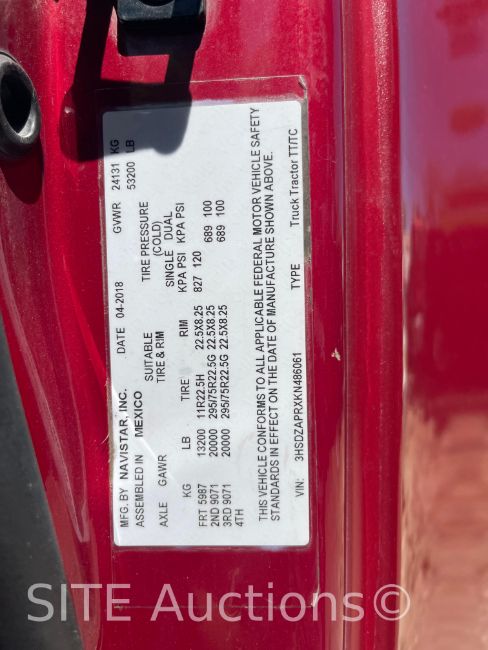 MFG. BY NAVISTAR, INC. DATE 04-2018 GVWR 24131 KG
ASSEMBLED IN MEXICO 53200 LB
SUITABLE TIRE PRESSURE
AXLE GAWR TIRE & RIM (COLD)
SINGLE DUAL
KG LB TIRE RIM KPA PSI KPA PSI
FRT 5987 13200 11R22.5H 22.5X8.25 827 120
2ND 9071 20000 295/75R22.5G 22.5X8.25 689 100
3RD 9071 20000 295/75R22.5G 22.5X8.25 689 100
4TH
THIS VEHICLE CONFORMS TO ALL APPLICABLE FEDERAL MOTOR VEHICLE SAFETY
STANDARDS IN EFFECT ON THE DATE OF MANUFACTURE SHOWN ABOVE.
VIN: 3HSDZAPRXKN486061 TYPE Truck Tractor TT/TC
SITE Auctions©